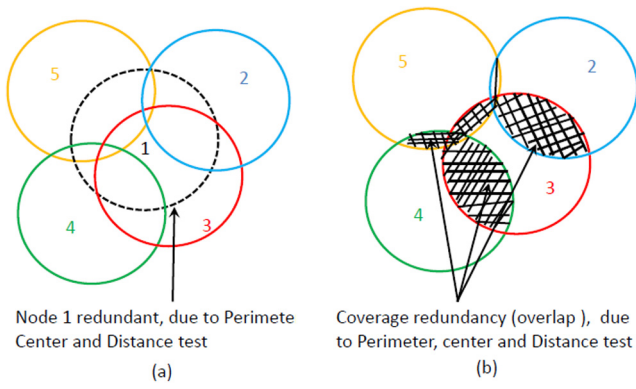 5
2
1
4
3
Node 1 redundant, due to Perimete
Center and Distance test
(a)
5
2
3
4
Coverage redundancy (overlap ), due
to Perimeter, center and Distance test
(b)